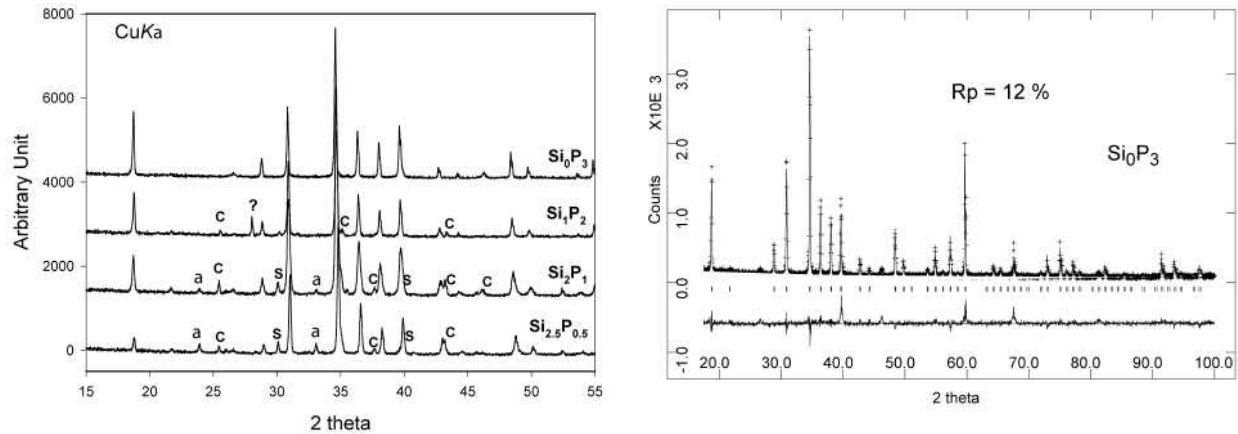 8000
6000
4000
2000
0
Arbitrary Unit
CuKa
Si0P3
c
?
c
c
Si1P2
a
c
s
a
c
s
c
c
Si2P1
a
c
s
a
c
s
c
Si2.5P0.5
15 20 25 30 35 40 45 50 55
2 theta
X10E 3
Counts
3.0
2.0
1.0
0.0
-1.0
Rp = 12 %
Si0P3
20.0 30.0 40.0 50.0 60.0 70.0 80.0 90.0 100.0
2 theta